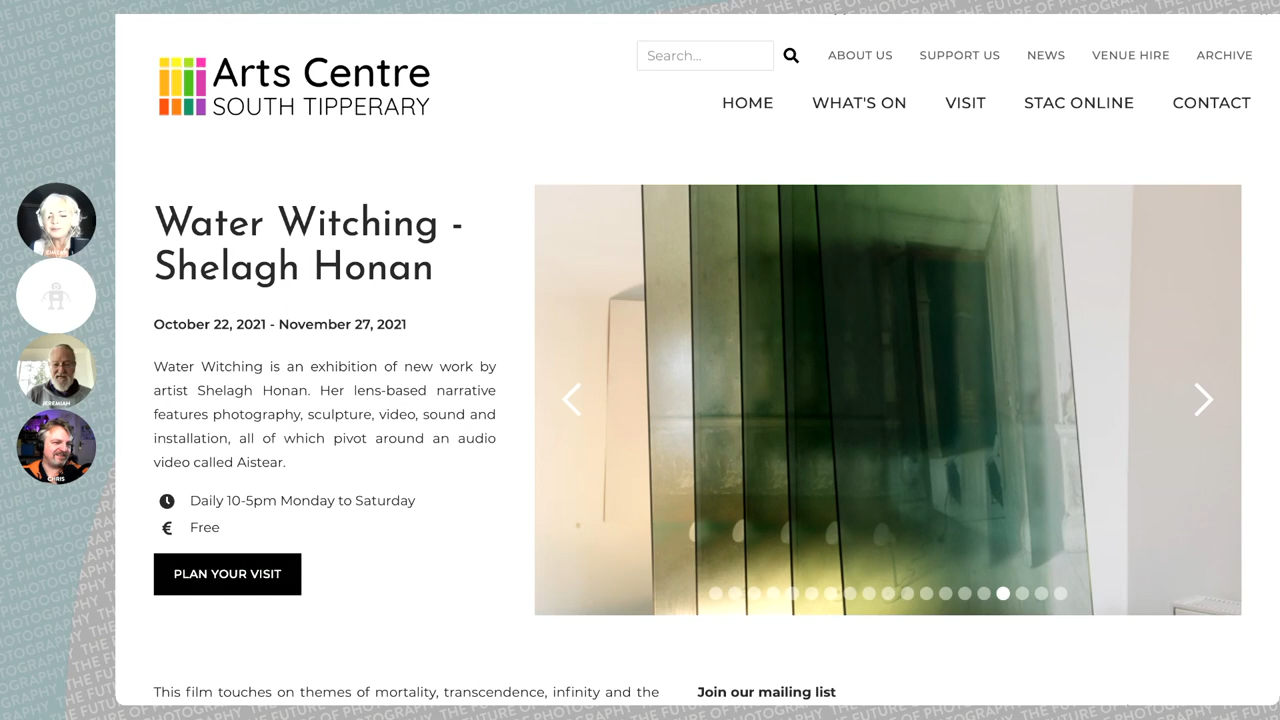 Arts Centre
SOUTH TIPPERARY
Search...
ABOUT US
SUPPORT US
NEWS
VENUE HIRE
ARCHIVE
HOME
WHAT'S ON
VISIT
STAC ONLINE
CONTACT
Water Witching -
Shelagh Honan
October 22, 2021 - November 27, 2021
Water Witching is an exhibition of new work by
artist Shelagh Honan. Her lens-based narrative
features photography, sculpture, video, sound and
installation, all of which pivot around an audio
video called Aistear.
Daily 10-5pm Monday to Saturday
€ Free
PLAN YOUR VISIT
This film touches on themes of mortality, transcendence, infinity and the
Join our mailing list
JEREMIAH
CHRIS
THE FUTURE OF PHOTOGRAPHY